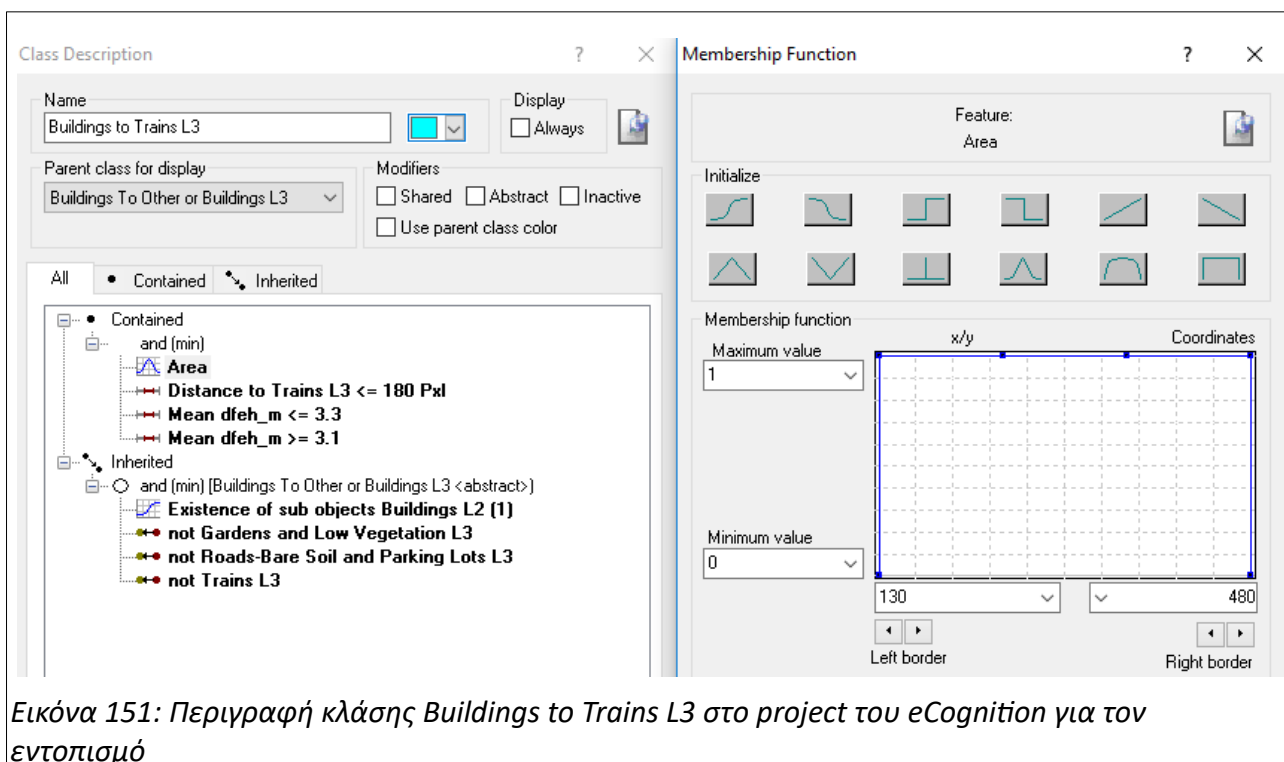 Class Description
?
Name
Display
Buildings to Trains L3
Always
Parent class for display
Modifiers
Buildings To Other or Buildings L3
Shared
Abstract
Inactive
Use parent class color
All
Contained
Inherited
Contained
and (min)
Area
Distance to Trains L3 <= 180 Pxl
Mean dfeh_m <= 3.3
Mean dfeh_m >= 3.1
Inherited
and (min) [Buildings To Other or Buildings L3 <abstract>]
Existence of sub objects Buildings L2 (1)
not Gardens and Low Vegetation L3
not Roads-Bare Soil and Parking Lots L3
not Trains L3
Membership Function
?
Feature:
Area
Initialize
Membership function
x/y
Coordinates
Maximum value
1
Minimum value
0
130
480
Left border
Right border
Εικόνα 151: Περιγραφή κλάσης Buildings to Trains L3 στο project του eCognition για τον
εντοπισμό